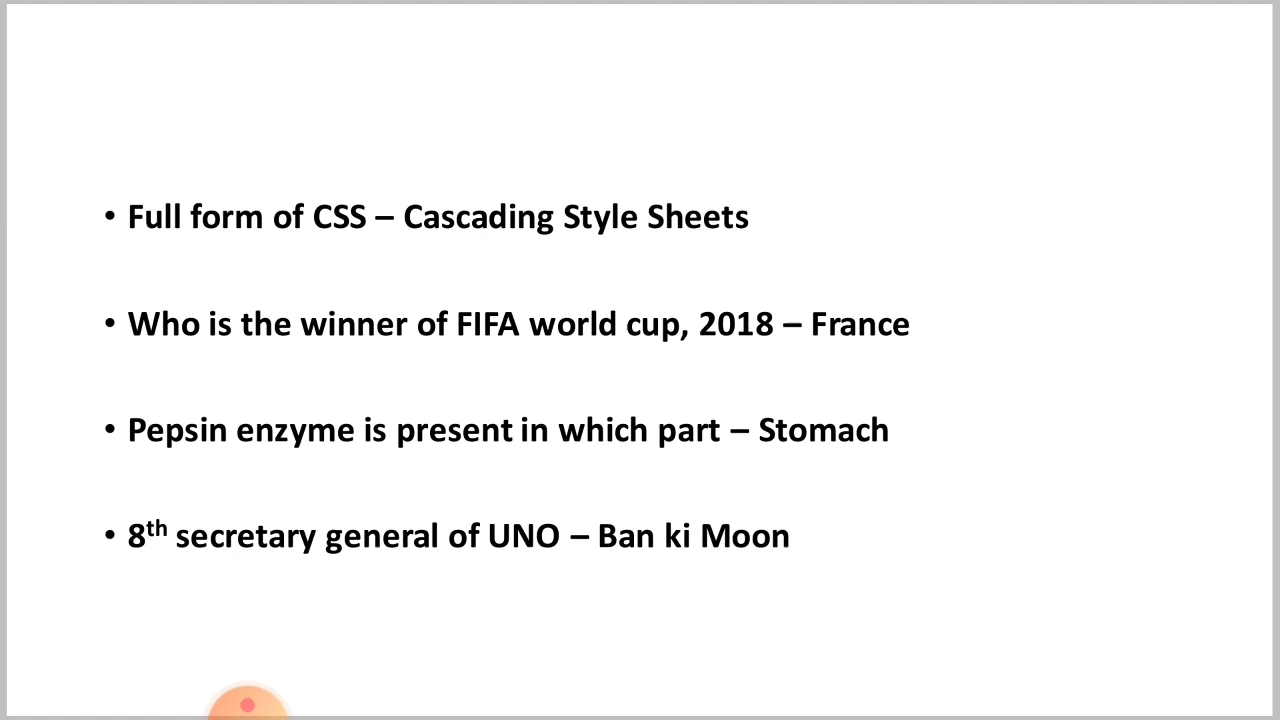 • Full form of CSS – Cascading Style Sheets
• Who is the winner of FIFA world cup, 2018 – France
• Pepsin enzyme is present in which part – Stomach
• 8th secretary general of UNO – Ban ki Moon